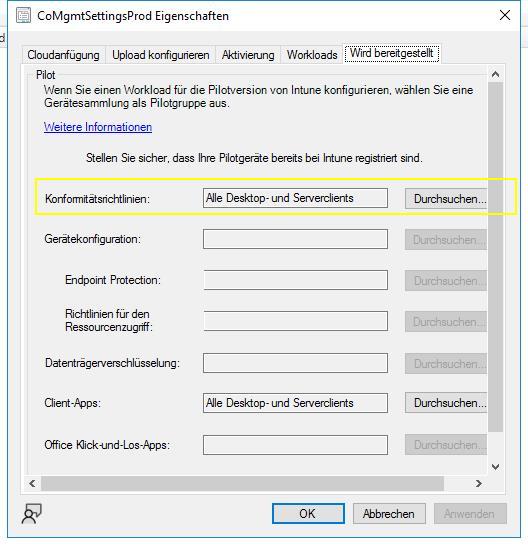 CoMgmtSettingsProd Eigenschaften
Cloudanfügung Upload konfigurieren Aktivierung Workloads Wird bereitgestellt
Pilot
Wenn Sie einen Workload für die Pilotversion von Intune konfigurieren, wählen Sie eine
Gerätesammlung als Pilotgruppe aus.
Weitere Informationen
Stellen Sie sicher, dass Ihre Pilotgeräte bereits bei Intune registriert sind.
Konformitätsrichtlinien: Alle Desktop- und Serverclients Durchsuchen...
Gerätekonfiguration: Durchsuchen...
Endpoint Protection: Durchsuchen...
Richtlinien für den
Ressourcenzugriff: Durchsuchen...
Datenträgerverschlüsselung: Durchsuchen...
Client-Apps: Alle Desktop- und Serverclients Durchsuchen...
Office Klick-und-Los-Apps: Durchsuchen...
OK Abbrechen Anwenden